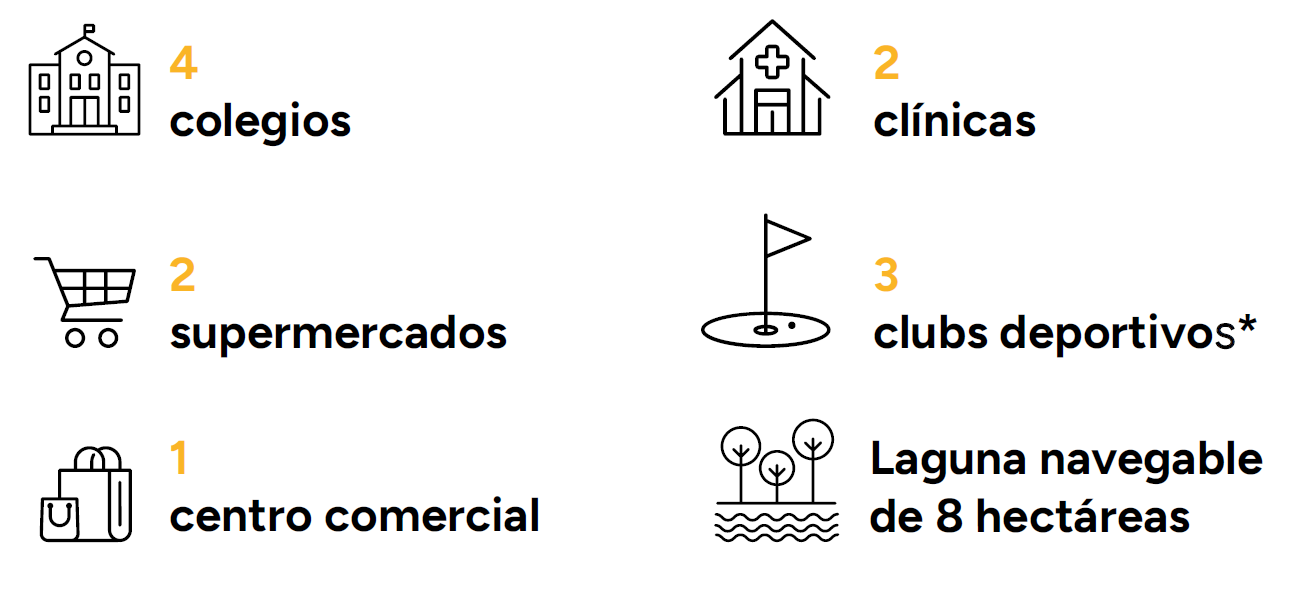 4
colegios
2
clínicas
2
supermercados
3
clubs deportivos*
1
centro comercial
Laguna navegable
de 8 hectáreas